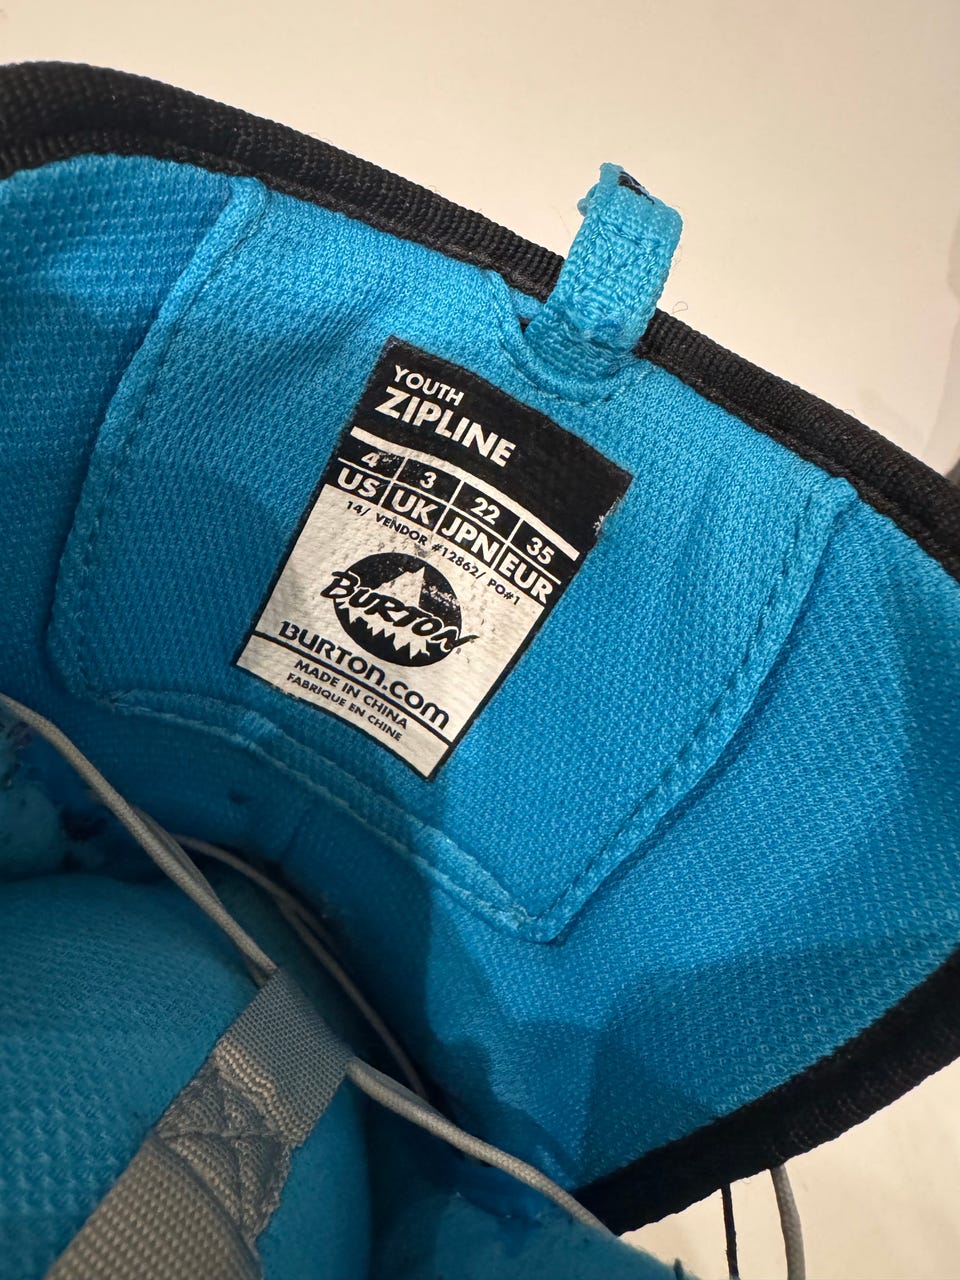 YOUTH
ZIPLINE
4 3 22 35
US UK JPN EUR
14/ VENDOR #12862/ PO#1
BURTON
BURTON.COM
MADE IN CHINA
FABRIQUE EN CHINE